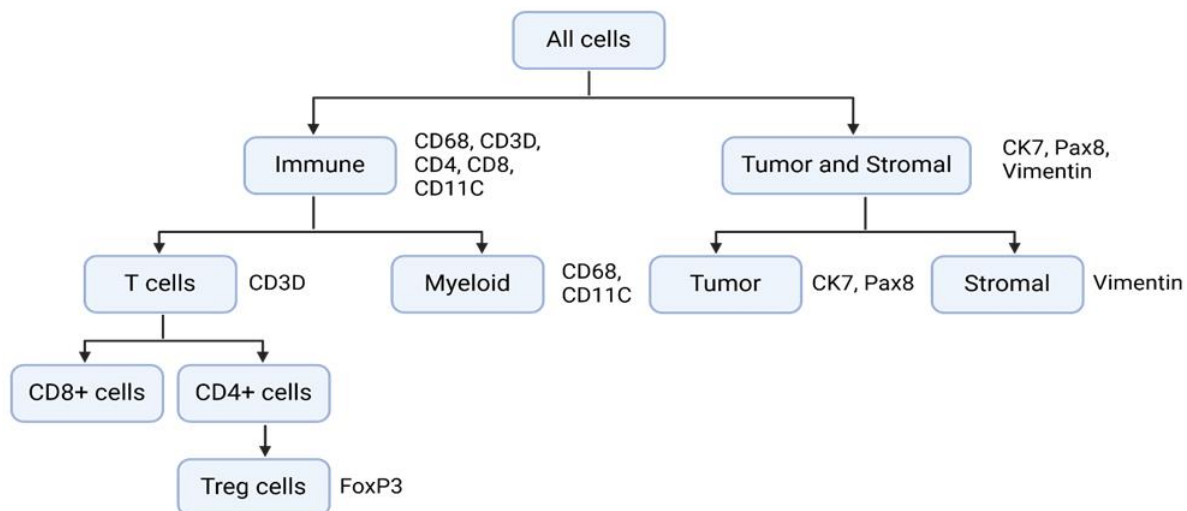 All cells
Immune
CD68, CD3D,
CD4, CD8,
CD11C
Tumor and Stromal
CK7, Pax8,
Vimentin
T cells
CD3D
Myeloid
CD68,
CD11C
Tumor
CK7, Pax8
Stromal
Vimentin
CD8+ cells
CD4+ cells
Treg cells
FoxP3